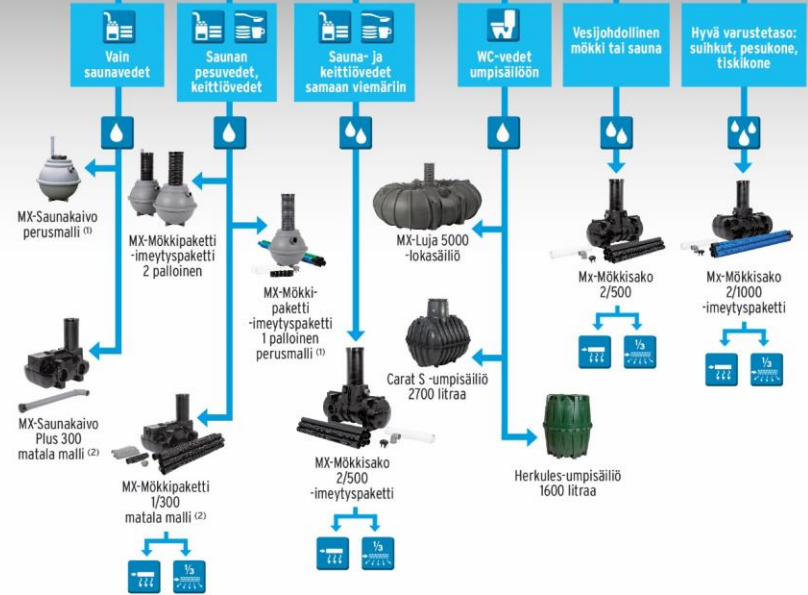 Vain
saunavedet
Saunan
pesuvedet,
keittiövedet
Sauna- ja
keittiövedet
samaan viemäriin
WC-vedet
umpisäiliöön
Vesijohdollinen
mökki tai sauna
Hyvä varustetaso:
suihkut, pesukone,
tiskikone
MX-Saunakaivo
perusmalli (1)
MX-Saunakaivo
Plus 300
matala malli (2)
MX-Mökkipaketti
-imeytyspaketti
2 palloinen
MX-Mökki-
paketti
-imeytyspaketti
1 palloinen
perusmalli (1)
MX-Mökkipaketti
1/300
matala malli (2)
1/3
MX-Mökkisako
2/500
-imeytyspaketti
1/3
MX-Luja 5000
-lokasäiliö
Carat S -umpisäiliö
2700 litraa
Herkules-umpisäiliö
1600 litraa
Mx-Mökkisako
2/500
1/3
Mx-Mökkisako
2/1000
-imeytyspaketti
1/3